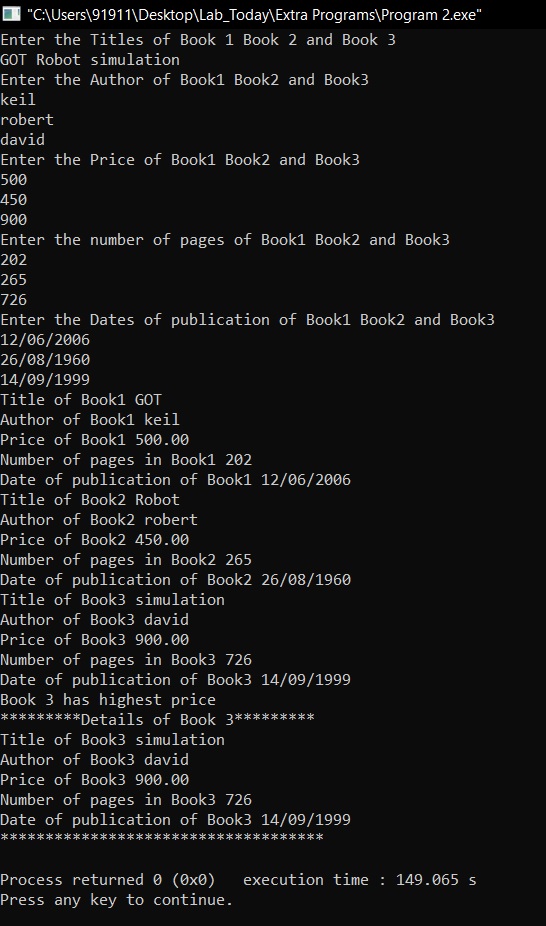 "C:\Users\91911\Desktop\Lab_Today\Extra Programs\Program 2.exe"
Enter the Titles of Book 1 Book 2 and Book 3
GOT Robot simulation
Enter the Author of Book1 Book2 and Book3
keil
robert
david
Enter the Price of Book1 Book2 and Book3
500
450
900
Enter the number of pages of Book1 Book2 and Book3
202
265
726
Enter the Dates of publication of Book1 Book2 and Book3
12/06/2006
26/08/1960
14/09/1999
Title of Book1 GOT
Author of Book1 keil
Price of Book1 500.00
Number of pages in Book1 202
Date of publication of Book1 12/06/2006
Title of Book2 Robot
Author of Book2 robert
Price of Book2 450.00
Number of pages in Book2 265
Date of publication of Book2 26/08/1960
Title of Book3 simulation
Author of Book3 david
Price of Book3 900.00
Number of pages in Book3 726
Date of publication of Book3 14/09/1999
Book 3 has highest price
*********Details of Book 3*********
Title of Book3 simulation
Author of Book3 david
Price of Book3 900.00
Number of pages in Book3 726
Date of publication of Book3 14/09/1999
************************************
Process returned 0 (0x0)   execution time : 149.065 s
Press any key to continue.